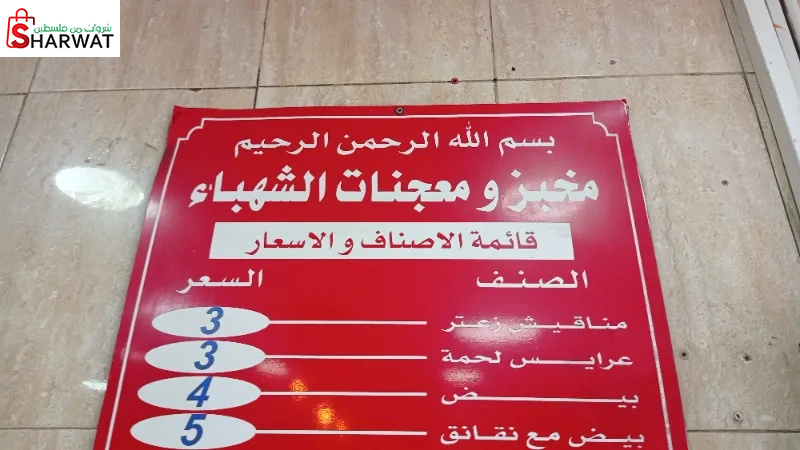 شروات من فلسطين
SHARWAT
بسم الله الرحمن الرحيم
مخبز و معجنات الشهباء
قائمة الاصناف و الاسعار
الصنف السعر
مناقيش زعتر 3
عرايس لحمة 3
بيض 4
بيض مع نقانق 5